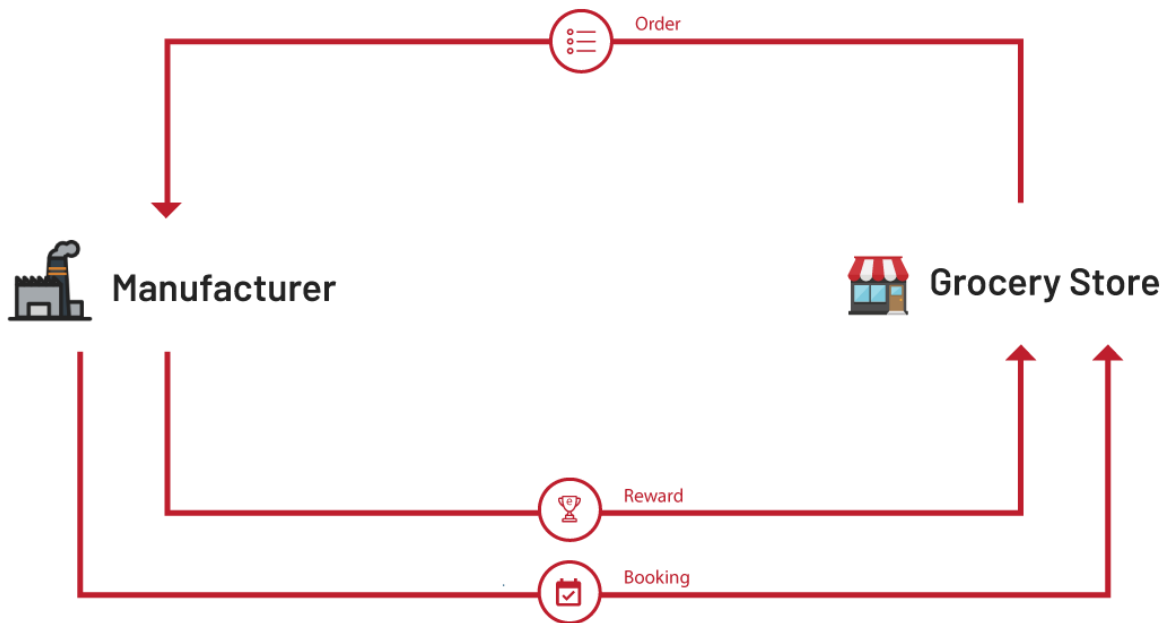 Order
Manufacturer
Grocery Store
e
Reward
Booking